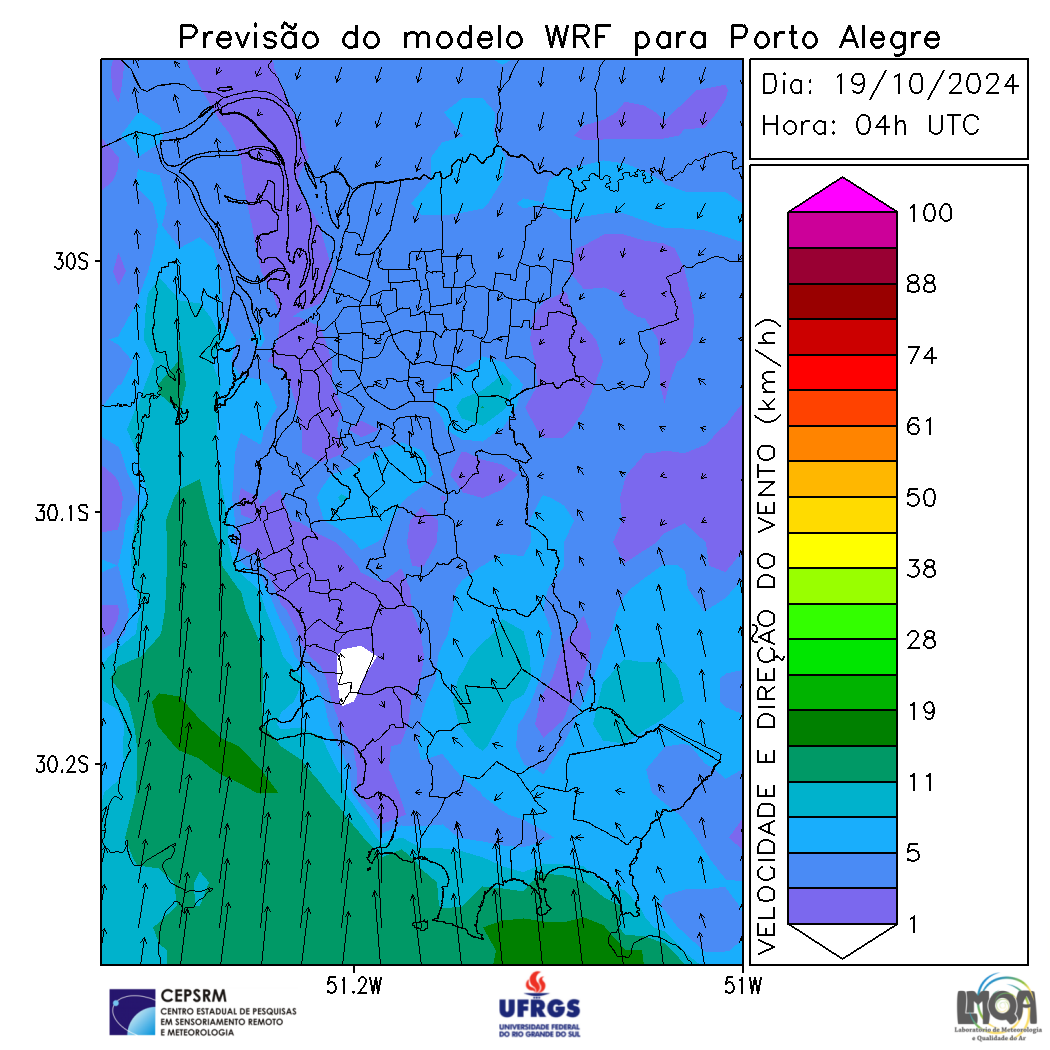 Previsão do modelo WRF para Porto Alegre
Dia: 19/10/2024
Hora: 04h UTC
30S
30.1S
30.2S
51.2W
51W
VELOCIDADE E DIREÇÃO DO VENTO (km/h)
100
88
74
61
50
38
28
19
11
5
1
CEPSRM
CENTRO ESTADUAL DE PESQUISAS
EM SENSORIAMENTO REMOTO
E METEOROLOGIA
UFRGS
UNIVERSIDADE FEDERAL
DO RIO GRANDE DO SUL
LMQA
Laboratório de Meteorologia
e Qualidade do Ar